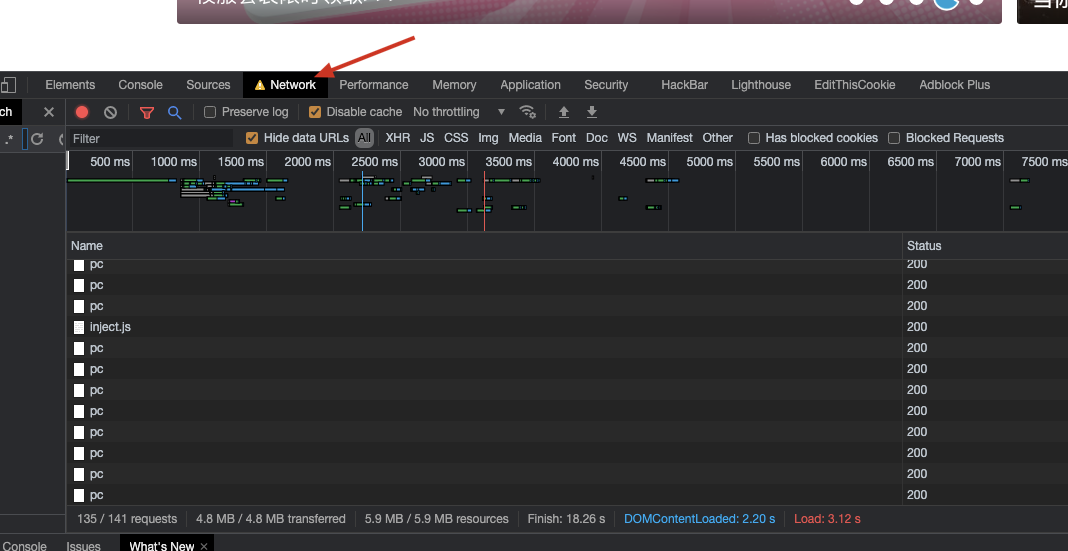 Elements Console Sources Network Performance Memory Application Security HackBar Lighthouse EditThisCookie Adblock Plus
ch Preserve log Disable cache No throttling
.* Filter Hide data URLs All XHR JS CSS Img Media Font Doc WS Manifest Other Has blocked cookies Blocked Requests
500 ms 1000 ms 1500 ms 2000 ms 2500 ms 3000 ms 3500 ms 4000 ms 4500 ms 5000 ms 5500 ms 6000 ms 6500 ms 7000 ms 7500 ms
Name Status
pc 200
pc 200
pc 200
inject.js 200
pc 200
pc 200
pc 200
pc 200
pc 200
pc 200
pc 200
pc 200
135 / 141 requests 4.8 MB / 4.8 MB transferred 5.9 MB / 5.9 MB resources Finish: 18.26 s DOMContentLoaded: 2.20 s Load: 3.12 s
Console Issues What's New ×